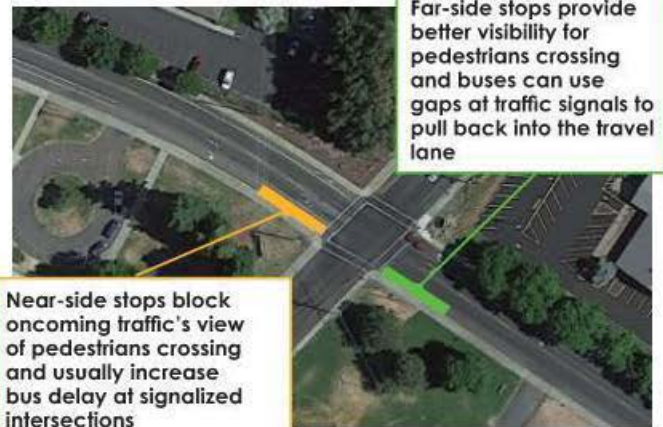 Far-side stops provide
better visibility for
pedestrians crossing
and buses can use
gaps at traffic signals to
pull back into the travel
lane
Near-side stops block
oncoming traffic's view
of pedestrians crossing
and usually increase
bus delay at signalized
intersections